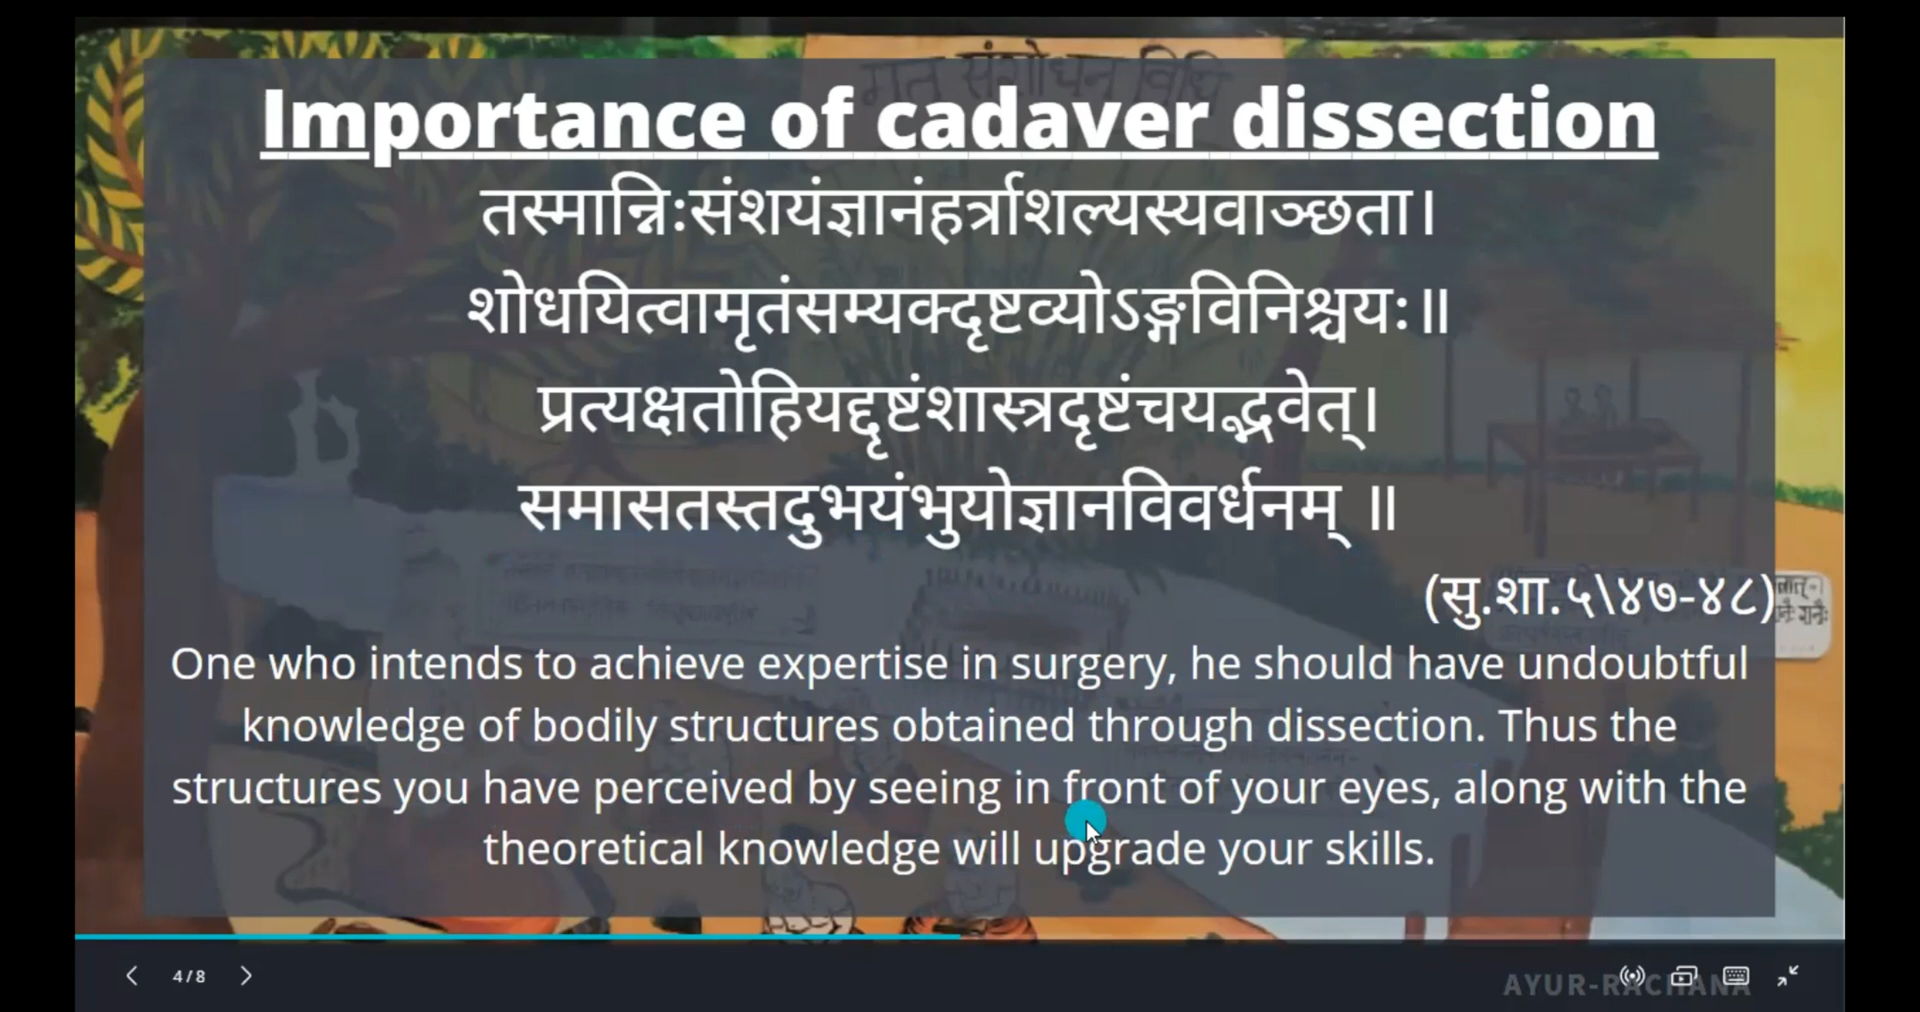 मृत संशोधन विधि
Importance of cadaver dissection
तस्मान्निःसंशयंज्ञानंहर्त्राशल्यस्यवाञ्छता।
शोधयित्वामृतंसम्यक्दृष्टव्योऽङ्गविनिश्चयः॥
प्रत्यक्षतोहियद्दृष्टंशास्त्रदृष्टंचयद्भवेत्।
समासतस्तदुभयंभुयोज्ञानविवर्धनम् ॥
(सु.शा.५\४७-४८)
One who intends to achieve expertise in surgery, he should have undoubtful
knowledge of bodily structures obtained through dissection. Thus the
structures you have perceived by seeing in front of your eyes, along with the
theoretical knowledge will upgrade your skills.
4/8
AYUR-RACHANA